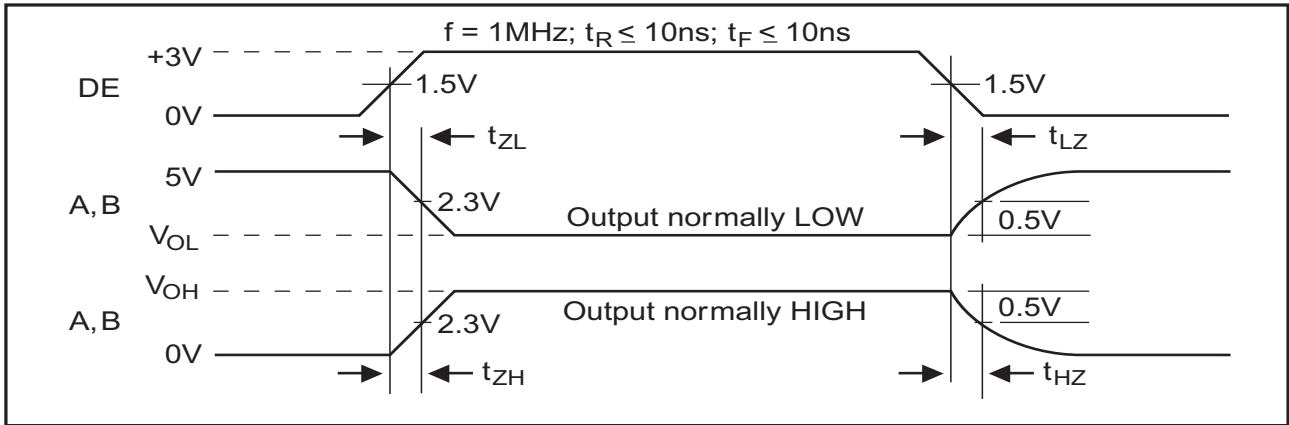 f = 1MHz; tR ≤ 10ns; tF ≤ 10ns
+3V
DE
1.5V
1.5V
0V
tZL
tLZ
5V
A,B
2.3V
Output normally LOW
0.5V
VOL
VOH
A,B
2.3V
Output normally HIGH
0.5V
0V
tZH
tHZ